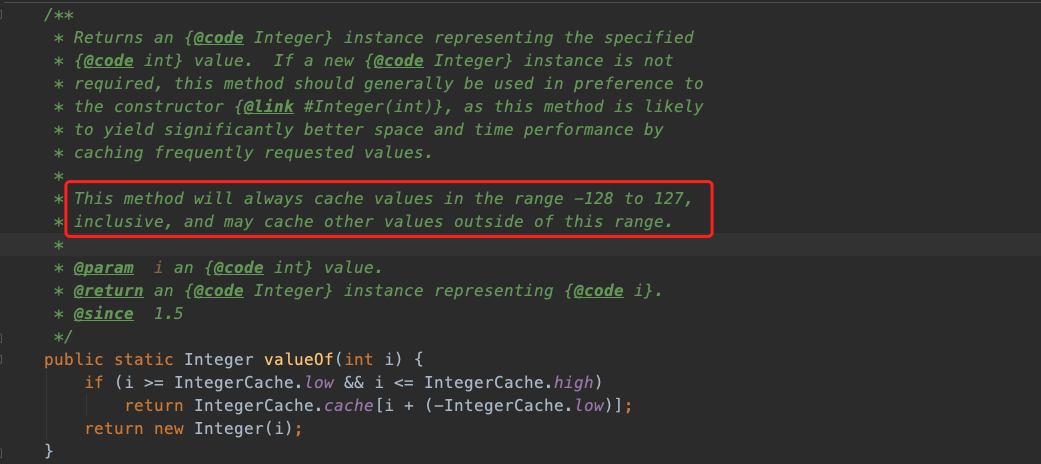 /**
* Returns an {@code Integer} instance representing the specified
* {@code int} value.  If a new {@code Integer} instance is not
* required, this method should generally be used in preference to
* the constructor {@link #Integer(int)}, as this method is likely
* to yield significantly better space and time performance by
* caching frequently requested values.
*
* This method will always cache values in the range -128 to 127,
* inclusive, and may cache other values outside of this range.
*
* @param  i an {@code int} value.
* @return an {@code Integer} instance representing {@code i}.
* @since  1.5
*/
public static Integer valueOf(int i) {
if (i >= IntegerCache.low && i <= IntegerCache.high)
return IntegerCache.cache[i + (-IntegerCache.low)];
return new Integer(i);
}